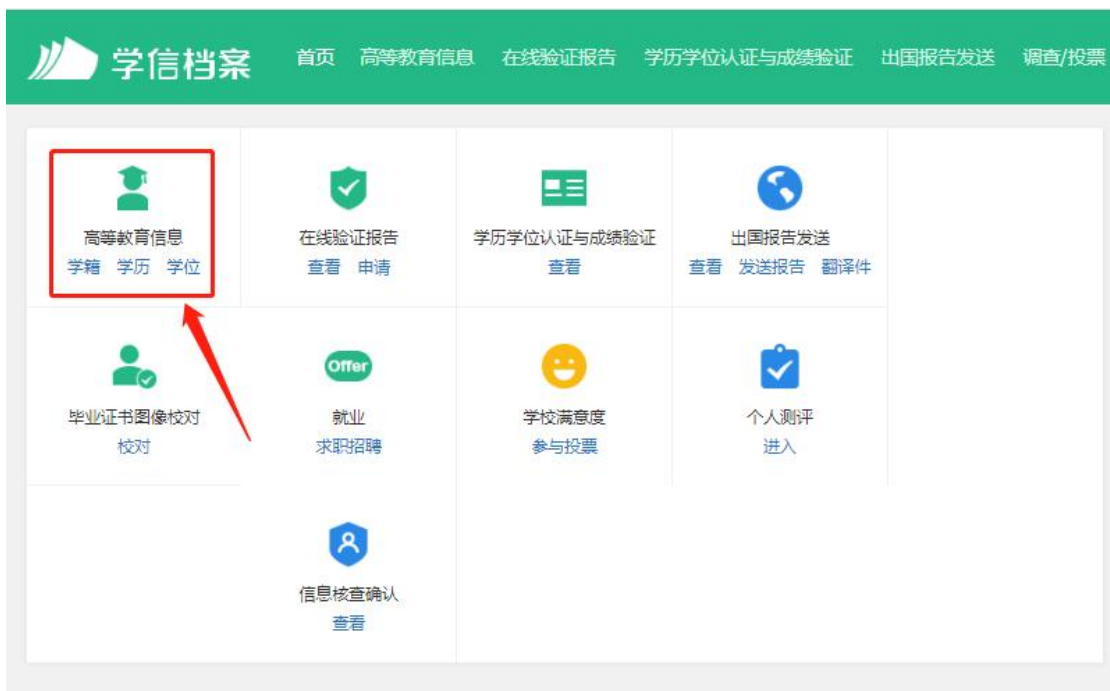 学信档案 首页 高等教育信息 在线验证报告 学历学位认证与成绩验证 出国报告发送 调查/投票
高等教育信息 在线验证报告 学历学位认证与成绩验证 出国报告发送
学籍 学历 学位 查看 申请 查看 查看 发送报告 翻译件
Offer
毕业证书图像校对 就业 学校满意度 个人测评
校对 求职招聘 参与投票 进入
信息核查确认
查看